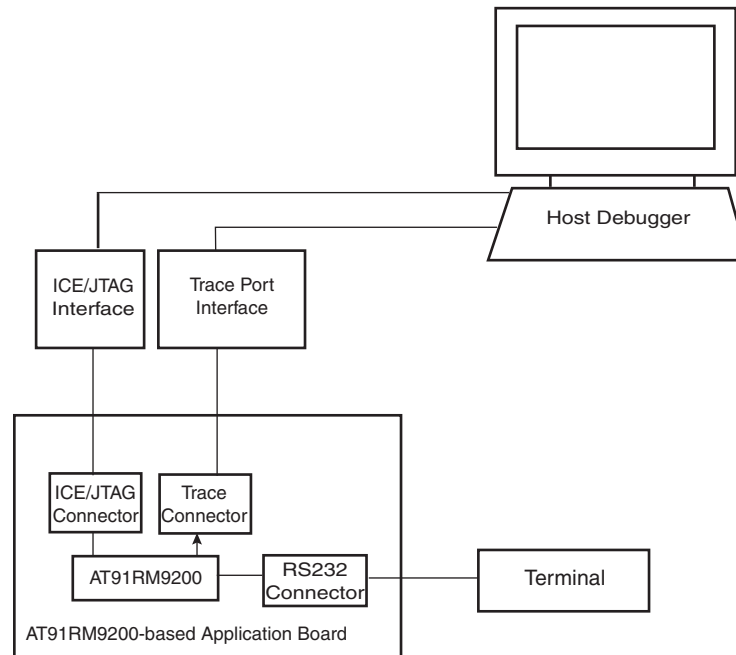 Host Debugger
ICE/JTAG
Interface
Trace Port
Interface
ICE/JTAG
Connector
Trace
Connector
AT91RM9200
RS232
Connector
Terminal
AT91RM9200-based Application Board